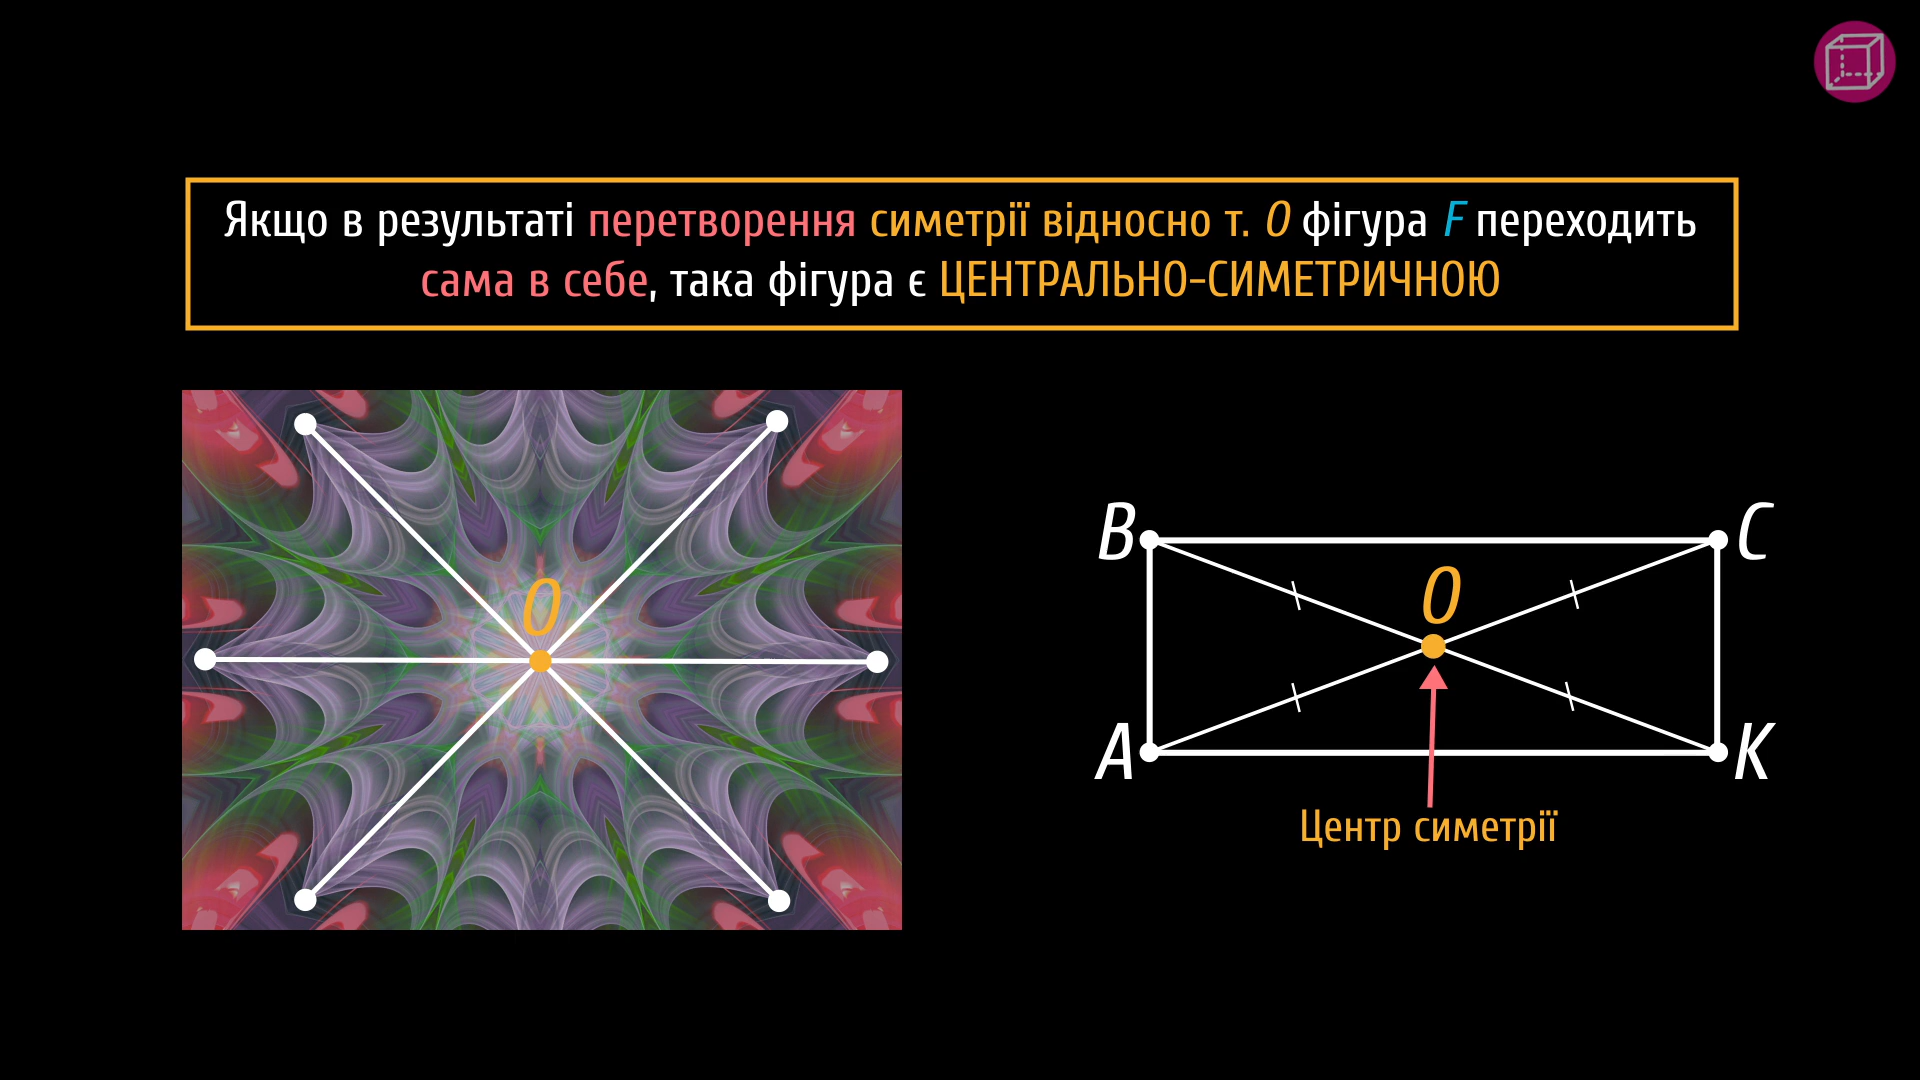 Якщо в результаті перетворення симетрії відносно т. O фігура F переходить
сама в себе, така фігура є ЦЕНТРАЛЬНО-СИМЕТРИЧНОЮ
O
B
C
O
A
K
Центр симетрії